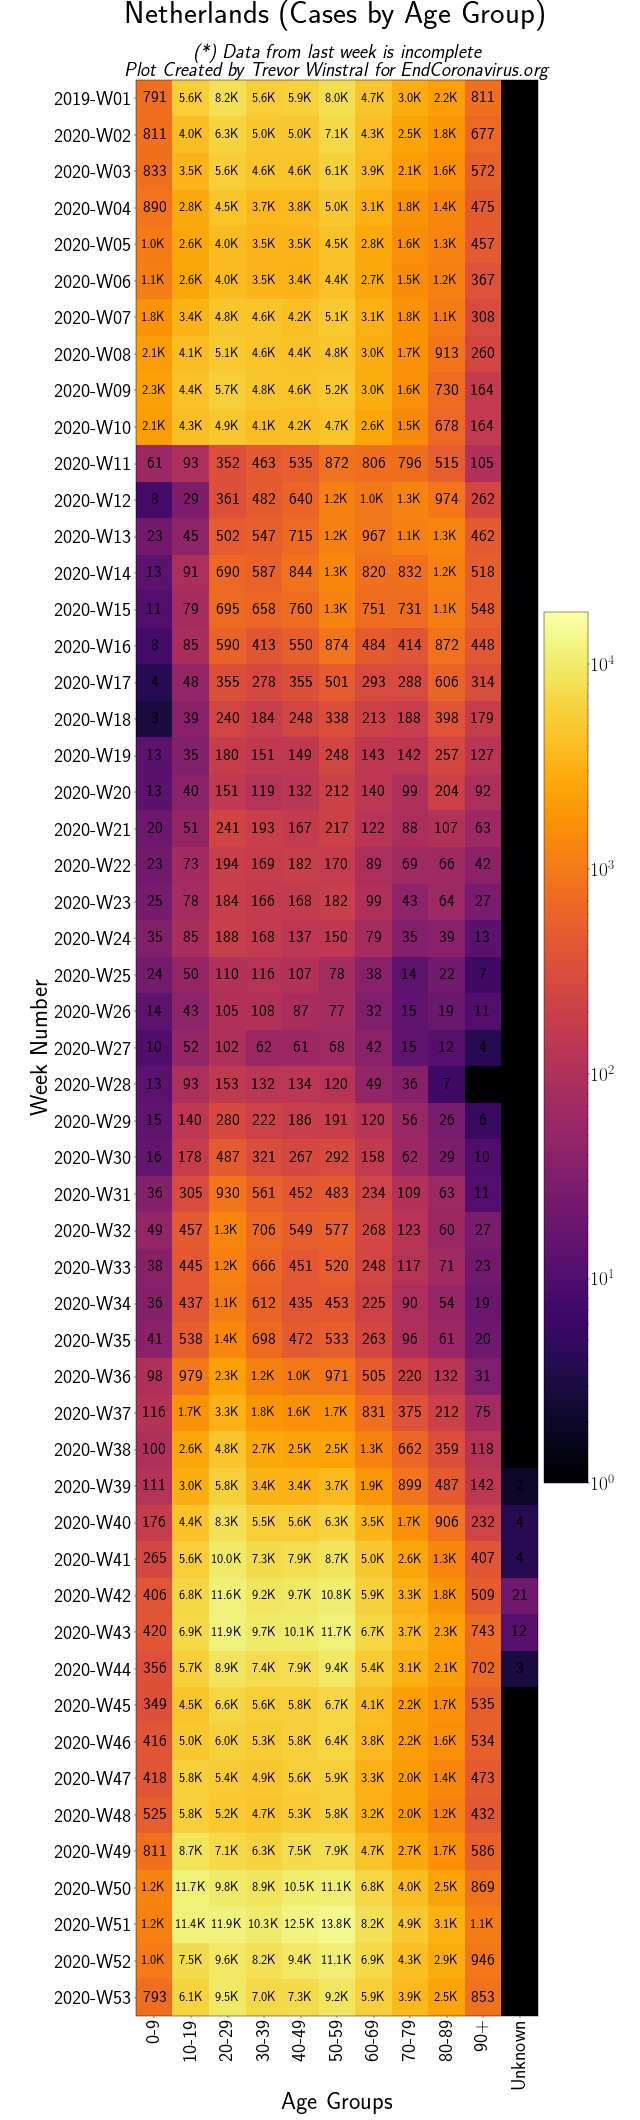 Netherlands (Cases by Age Group)
(*) Data from last week is incomplete
Plot Created by Trevor Winstral for EndCoronavirus.org
2019-W01 791 5.6K 8.2K 5.6K 5.9K 8.0K 4.7K 3.0K 2.2K 811
2020-W02 811 4.0K 6.3K 5.0K 5.0K 7.1K 4.3K 2.5K 1.8K 677
2020-W03 833 3.5K 5.6K 4.6K 4.6K 6.1K 3.9K 2.1K 1.6K 572
2020-W04 890 2.8K 4.5K 3.7K 3.8K 5.0K 3.1K 1.8K 1.4K 475
2020-W05 1.0K 2.6K 4.0K 3.5K 3.5K 4.5K 2.8K 1.6K 1.3K 457
2020-W06 1.1K 2.6K 4.0K 3.5K 3.4K 4.4K 2.7K 1.5K 1.2K 367
2020-W07 1.8K 3.4K 4.8K 4.6K 4.2K 5.1K 3.1K 1.8K 1.1K 308
2020-W08 2.1K 4.1K 5.1K 4.6K 4.4K 4.8K 3.0K 1.7K 913 260
2020-W09 2.3K 4.4K 5.7K 4.8K 4.6K 5.2K 3.0K 1.6K 730 164
2020-W10 2.1K 4.3K 4.9K 4.1K 4.2K 4.7K 2.6K 1.5K 678 164
2020-W11 61 93 352 463 535 872 806 796 515 105
2020-W12 8 29 361 482 640 1.2K 1.0K 1.3K 974 262
2020-W13 23 45 502 547 715 1.2K 967 1.1K 1.3K 462
2020-W14 13 91 690 587 844 1.3K 820 832 1.2K 518
2020-W15 11 79 695 658 760 1.3K 751 731 1.1K 548
2020-W16 8 85 590 413 550 874 484 414 872 448
2020-W17 4 48 355 278 355 501 293 288 606 314
2020-W18 3 39 240 184 248 338 213 188 398 179
2020-W19 13 35 180 151 149 248 143 142 257 127
2020-W20 13 40 151 119 132 212 140 99 204 92
2020-W21 20 51 241 193 167 217 122 88 107 63
2020-W22 23 73 194 169 182 170 89 69 66 42
2020-W23 25 78 184 166 168 182 99 43 64 27
2020-W24 35 85 188 168 137 150 79 35 39 13
2020-W25 24 50 110 116 107 78 38 14 22 7
2020-W26 14 43 105 108 87 77 32 15 19 11
2020-W27 10 52 102 62 61 68 42 15 12 4
2020-W28 13 93 153 132 134 120 49 36 7
2020-W29 15 140 280 222 186 191 120 56 26 6
2020-W30 16 178 487 321 267 292 158 62 29 10
2020-W31 36 305 930 561 452 483 234 109 63 11
2020-W32 49 457 1.3K 706 549 577 268 123 60 27
2020-W33 38 445 1.2K 666 451 520 248 117 71 23
2020-W34 36 437 1.1K 612 435 453 225 90 54 19
2020-W35 41 538 1.4K 698 472 533 263 96 61 20
2020-W36 98 979 2.3K 1.2K 1.0K 971 505 220 132 31
2020-W37 116 1.7K 3.3K 1.8K 1.6K 1.7K 831 375 212 75
2020-W38 100 2.6K 4.8K 2.7K 2.5K 2.5K 1.3K 662 359 118
2020-W39 111 3.0K 5.8K 3.4K 3.4K 3.7K 1.9K 899 487 142 2
2020-W40 176 4.4K 8.3K 5.5K 5.6K 6.3K 3.5K 1.7K 906 232 4
2020-W41 265 5.6K 10.0K 7.3K 7.9K 8.7K 5.0K 2.6K 1.3K 407 4
2020-W42 406 6.8K 11.6K 9.2K 9.7K 10.8K 5.9K 3.3K 1.8K 509 21
2020-W43 420 6.9K 11.9K 9.7K 10.1K 11.7K 6.7K 3.7K 2.3K 743 12
2020-W44 356 5.7K 8.9K 7.4K 7.9K 9.4K 5.4K 3.1K 2.1K 702 3
2020-W45 349 4.5K 6.6K 5.6K 5.8K 6.7K 4.1K 2.2K 1.7K 535
2020-W46 416 5.0K 6.0K 5.3K 5.8K 6.4K 3.8K 2.2K 1.6K 534
2020-W47 418 5.8K 5.4K 4.9K 5.6K 5.9K 3.3K 2.0K 1.4K 473
2020-W48 525 5.8K 5.2K 4.7K 5.3K 5.8K 3.2K 2.0K 1.2K 432
2020-W49 811 8.7K 7.1K 6.3K 7.5K 7.9K 4.7K 2.7K 1.7K 586
2020-W50 1.2K 11.7K 9.8K 8.9K 10.5K 11.1K 6.8K 4.0K 2.5K 869
2020-W51 1.2K 11.4K 11.9K 10.3K 12.5K 13.8K 8.2K 4.9K 3.1K 1.1K
2020-W52 1.0K 7.5K 9.6K 8.2K 9.4K 11.1K 6.9K 4.3K 2.9K 946
2020-W53 793 6.1K 9.5K 7.0K 7.3K 9.2K 5.9K 3.9K 2.5K 853
0-9 10-19 20-29 30-39 40-49 50-59 60-69 70-79 80-89 90+ Unknown
Age Groups
Week Number
10⁴
10³
10²
10¹
10⁰